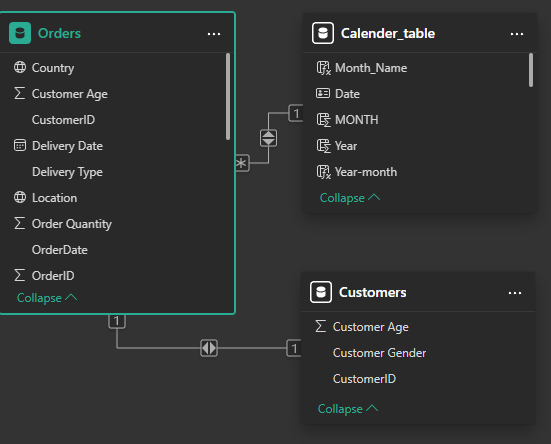 Orders
Country
Customer Age
CustomerID
Delivery Date
Delivery Type
Location
Order Quantity
OrderDate
OrderID
Collapse
*
1
Calender_table
Month_Name
Date
MONTH
Year
Year-month
Collapse
1
1
Customers
Customer Age
Customer Gender
CustomerID
Collapse